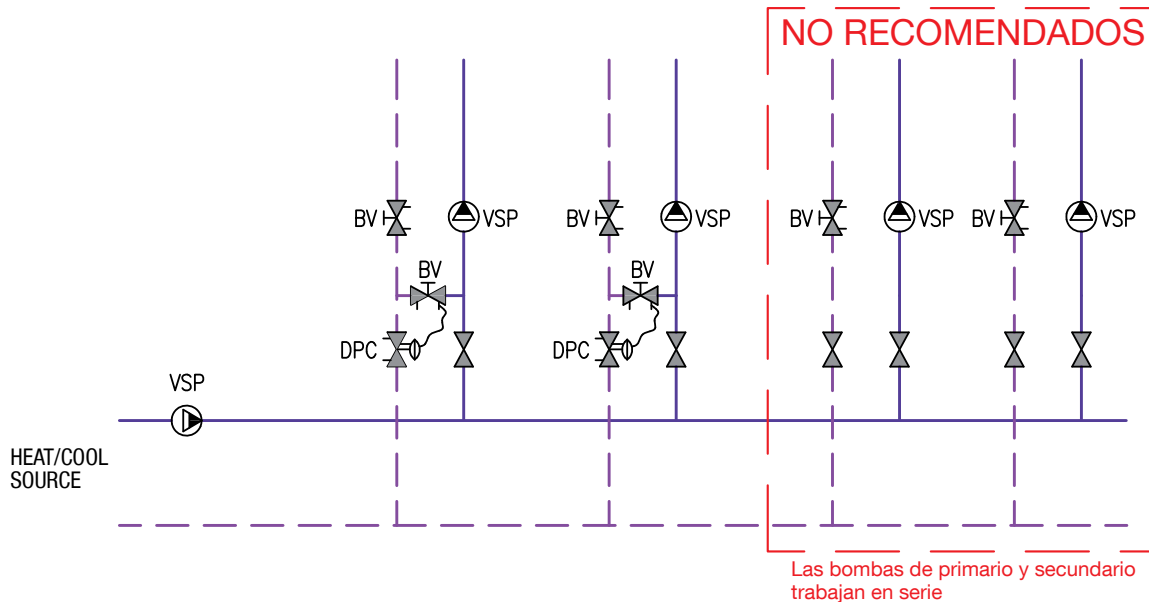 NO RECOMENDADOS
BV
VSP
BV
VSP
BV
VSP
BV
VSP
BV
BV
DPC
DPC
VSP
HEAT/COOL
SOURCE
Las bombas de primario y secundario
trabajan en serie